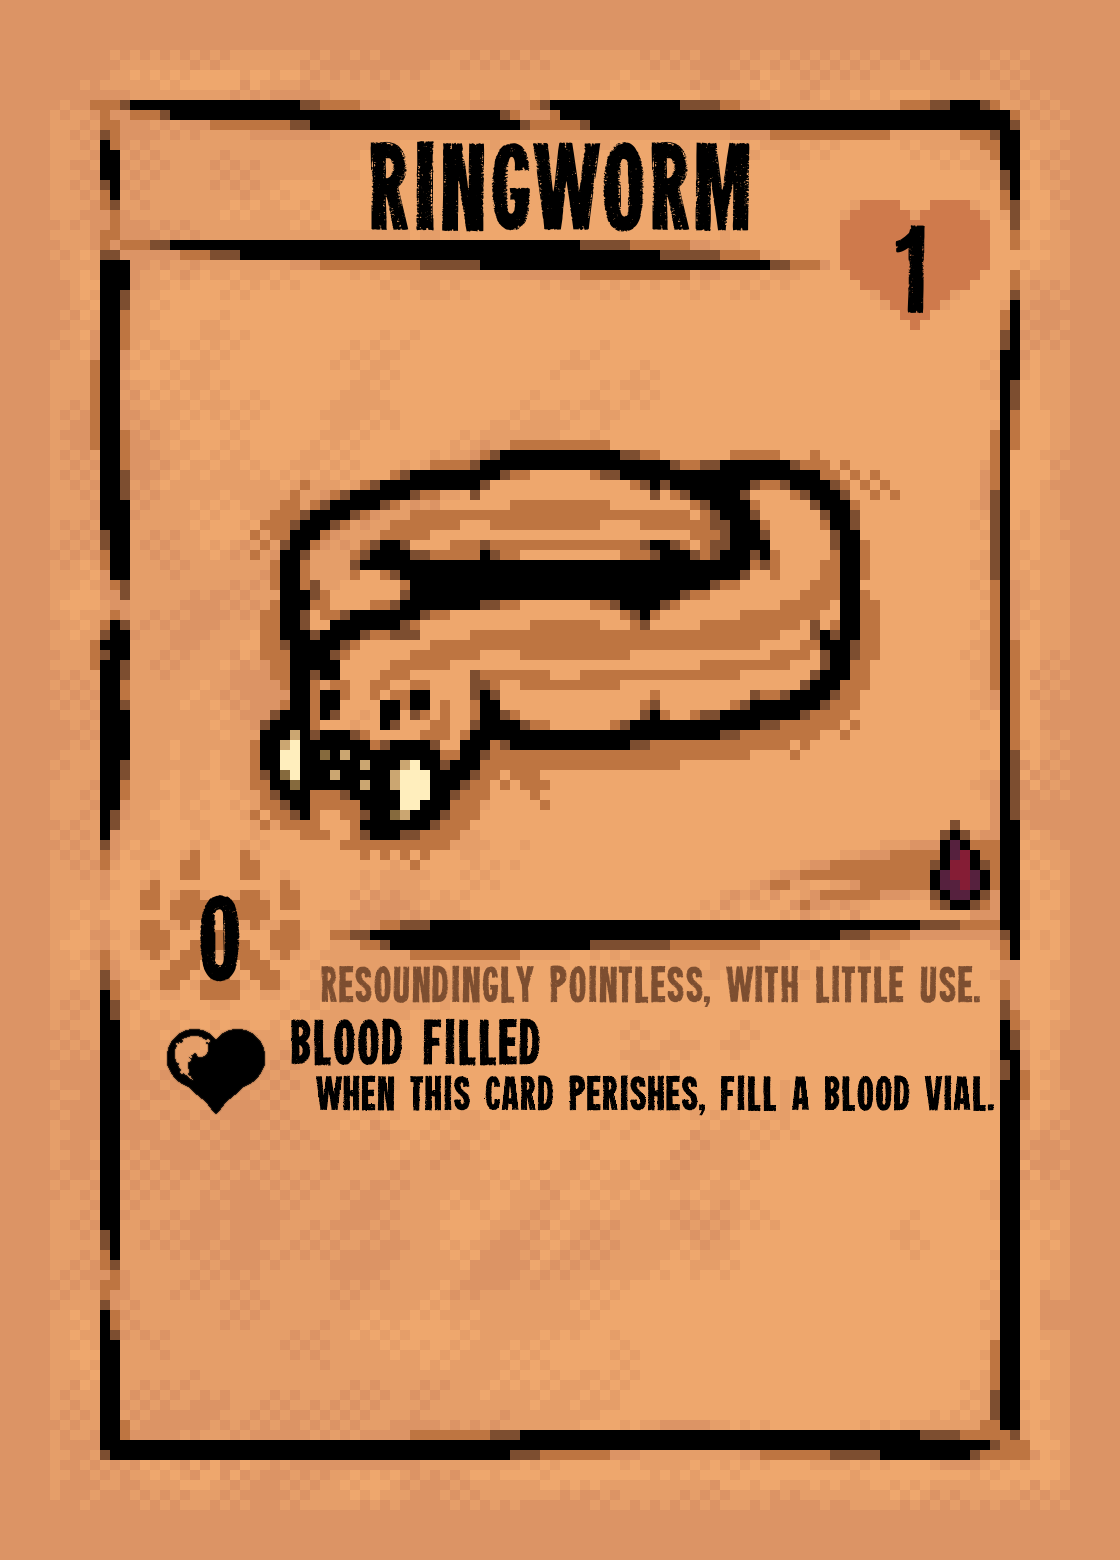 RINGWORM
1
0
RESOUNDINGLY POINTLESS, WITH LITTLE USE.
BLOOD FILLED
WHEN THIS CARD PERISHES, FILL A BLOOD VIAL.